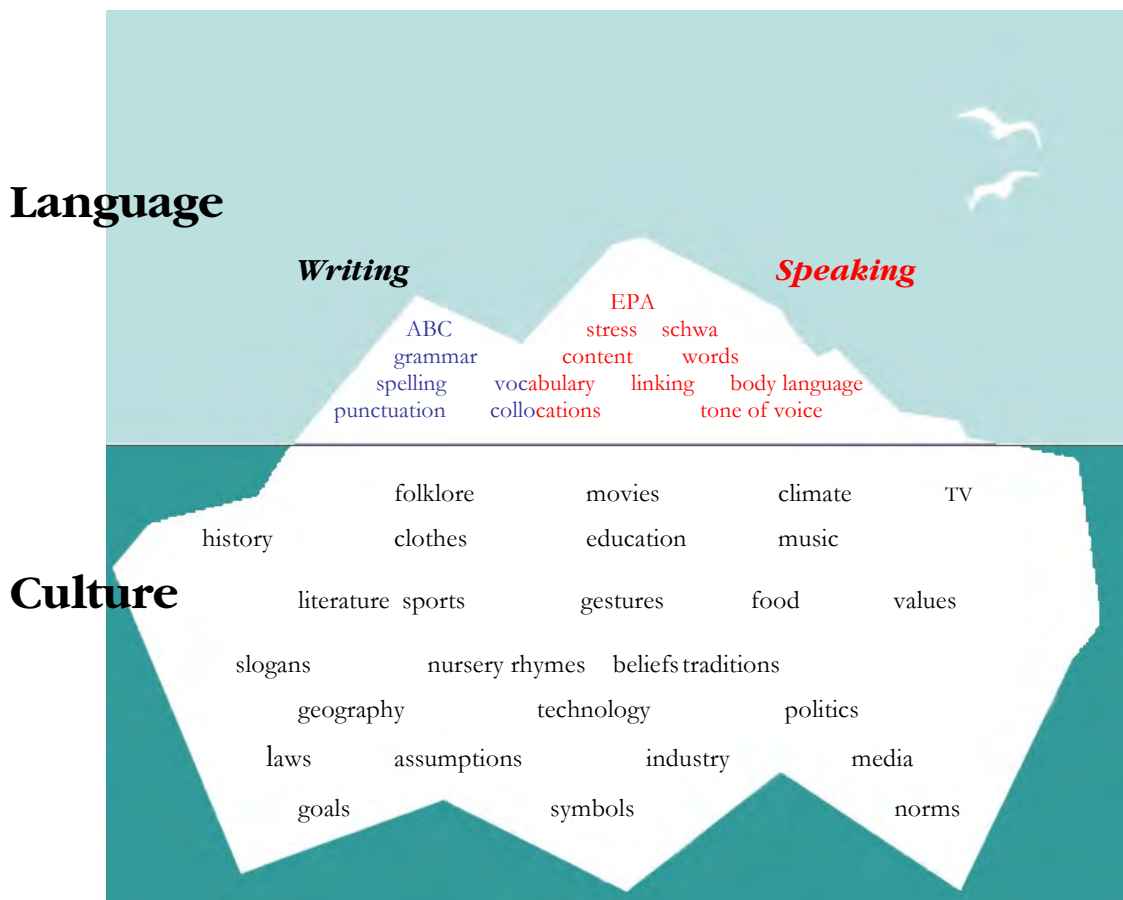 Language
Writing Speaking
EPA
ABC stress schwa
grammar content words
spelling vocabulary linking body language
punctuation collocations tone of voice
folklore movies climate TV
history clothes education music
Culture
literature sports gestures food values
slogans nursery rhymes beliefs traditions
geography technology politics
laws assumptions industry media
goals symbols norms